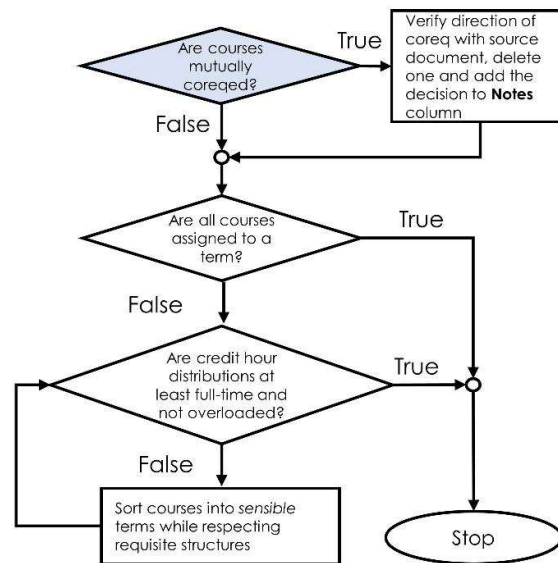 Are courses
mutually
coreqed?
True
Verify direction of
coreq with source
document, delete
one and add the
decision to Notes
column
False
Are all courses
assigned to a
term?
True
False
Are credit hour
distributions at
least full-time and
not overloaded?
True
False
Sort courses into sensible
terms while respecting
requisite structures
Stop